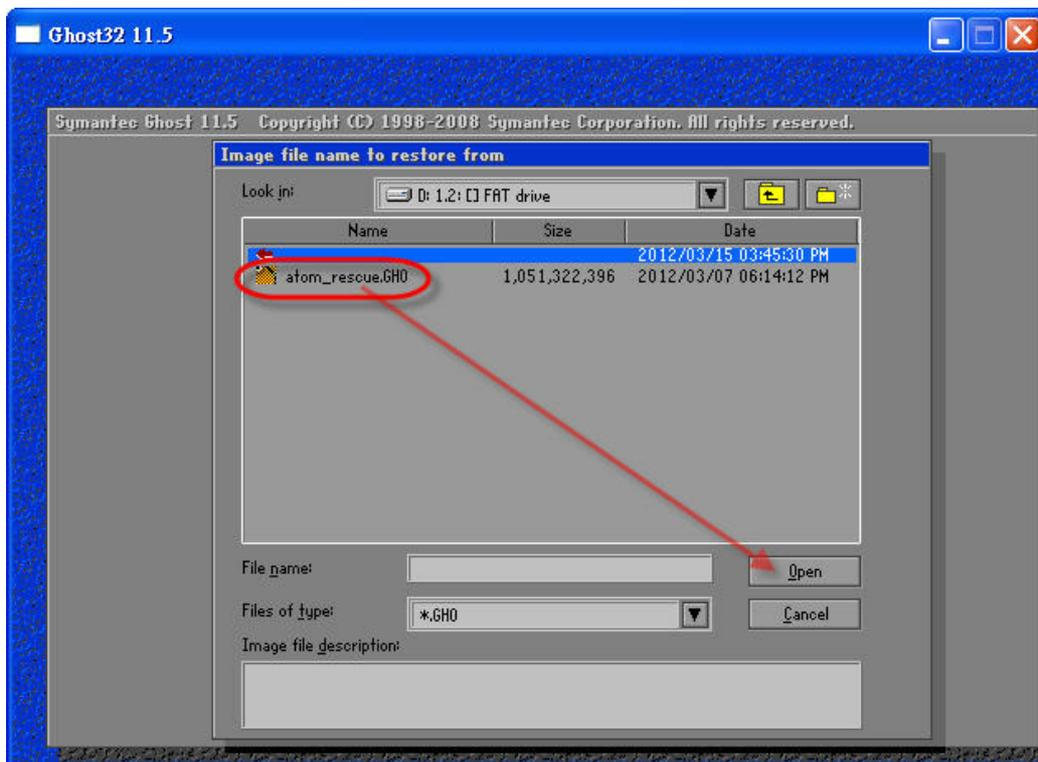 Ghost32 11.5
Symantec Ghost 11.5 Copyright (C) 1998-2008 Symantec Corporation. All rights reserved.
Image file name to restore from
Look in: D: 1.2: [] FAT drive
Name Size Date
2012/03/15 03:45:30 PM
atom_rescue.GHO 1,051,322,396 2012/03/07 06:14:12 PM
File name: Open
Files of type: *.GHO Cancel
Image file description: